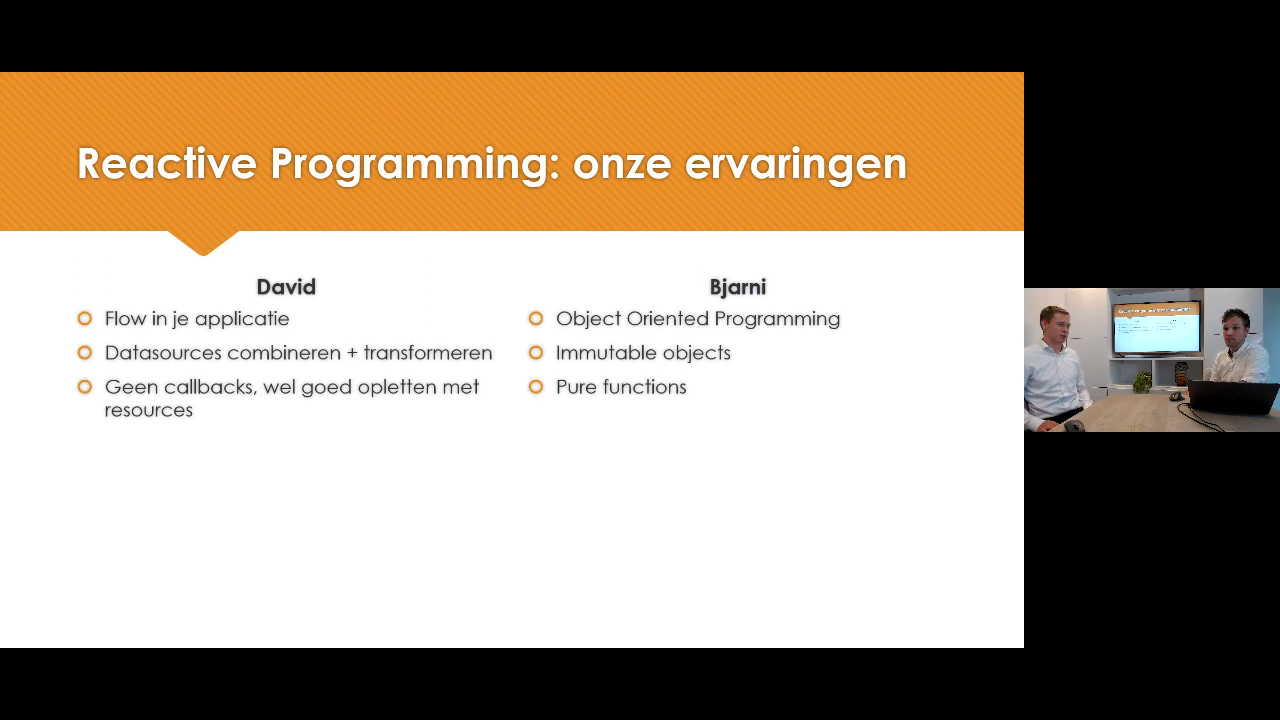 Reactive Programming: onze ervaringen
David
Flow in je applicatie
Datasources combineren + transformeren
Geen callbacks, wel goed opletten met
resources
Bjarni
Object Oriented Programming
Immutable objects
Pure functions